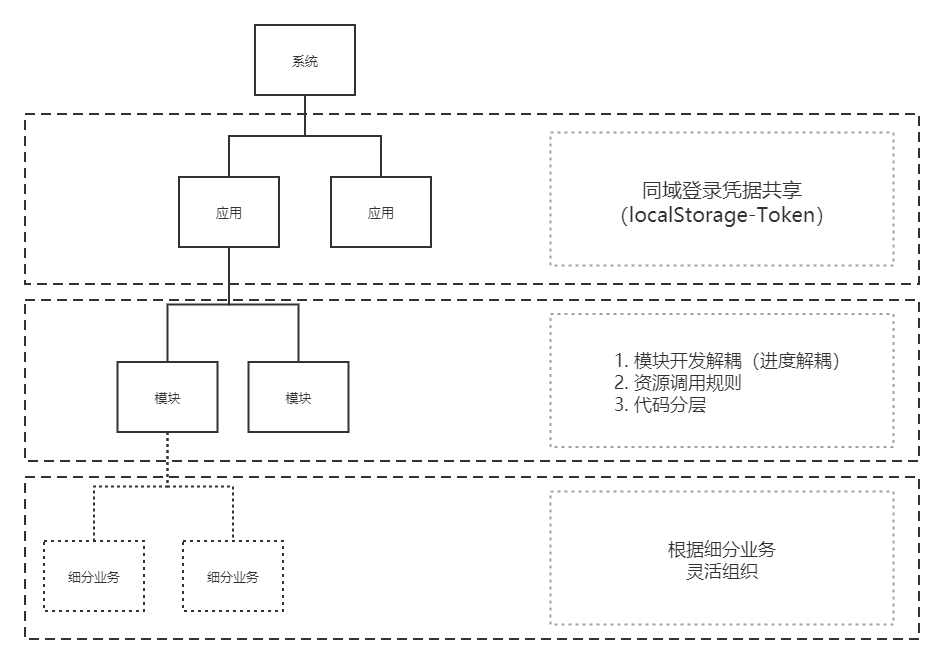 系统
应用
应用
同域登录凭据共享
（localStorage-Token）
模块
模块
1. 模块开发解耦（进度解耦）
2. 资源调用规则
3. 代码分层
细分业务
细分业务
根据细分业务
灵活组织